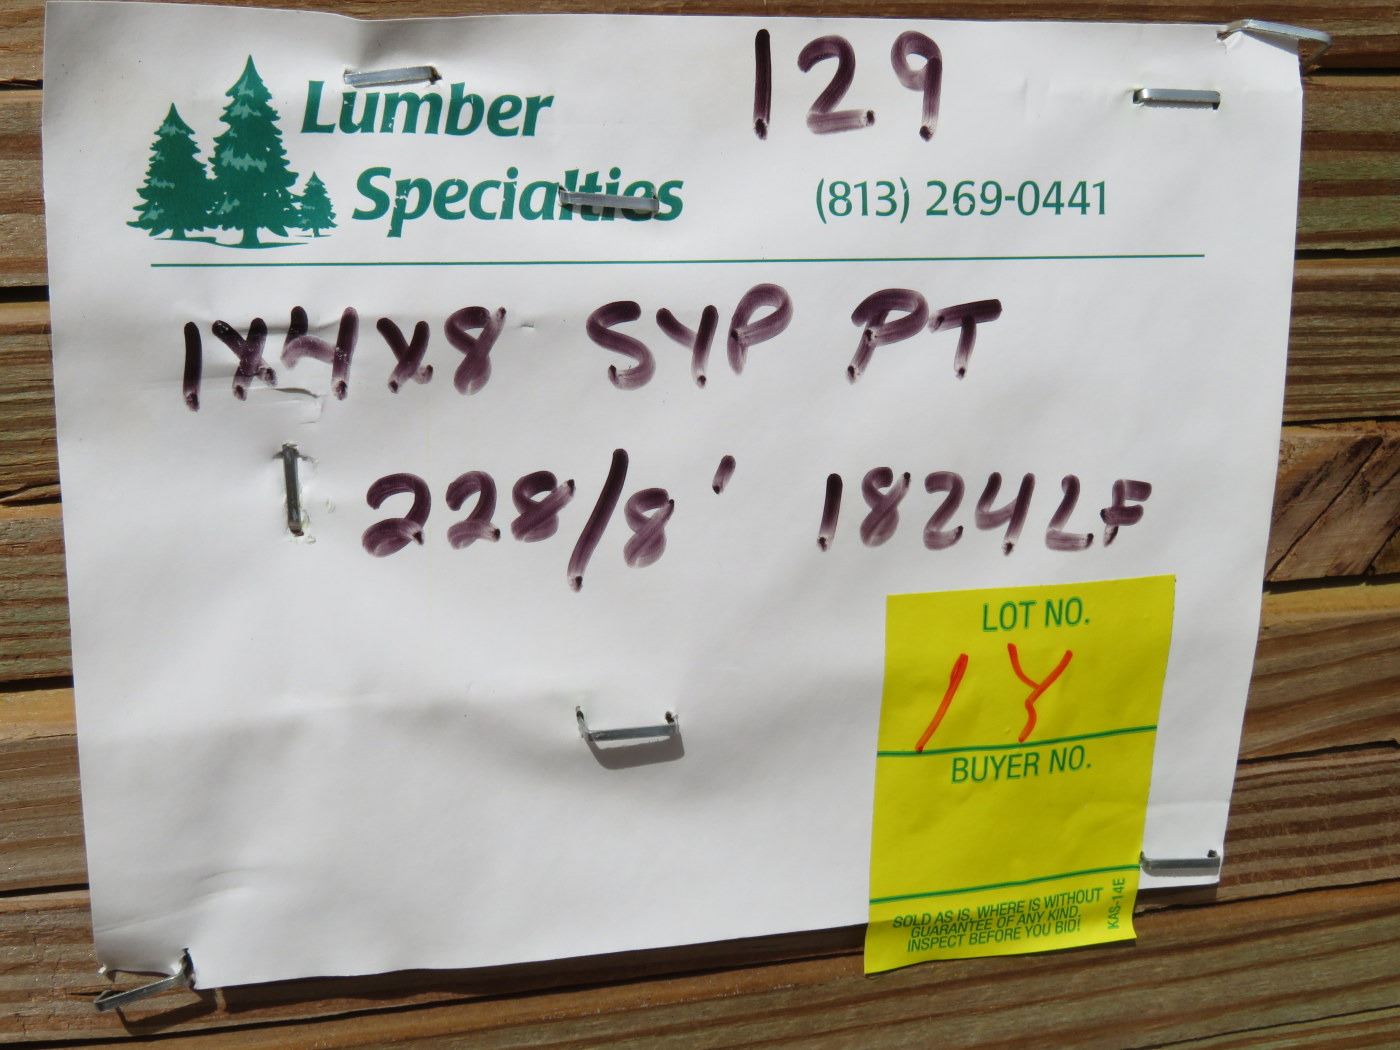 129
Lumber
Specialties
(813) 269-0441
1X4X8 SYP PT
228/8' 1824LF
LOT NO.
1Y
BUYER NO.
SOLD AS IS, WHERE IS WITHOUT
GUARANTEE OF ANY KIND.
INSPECT BEFORE YOU BID!
KAS-14E